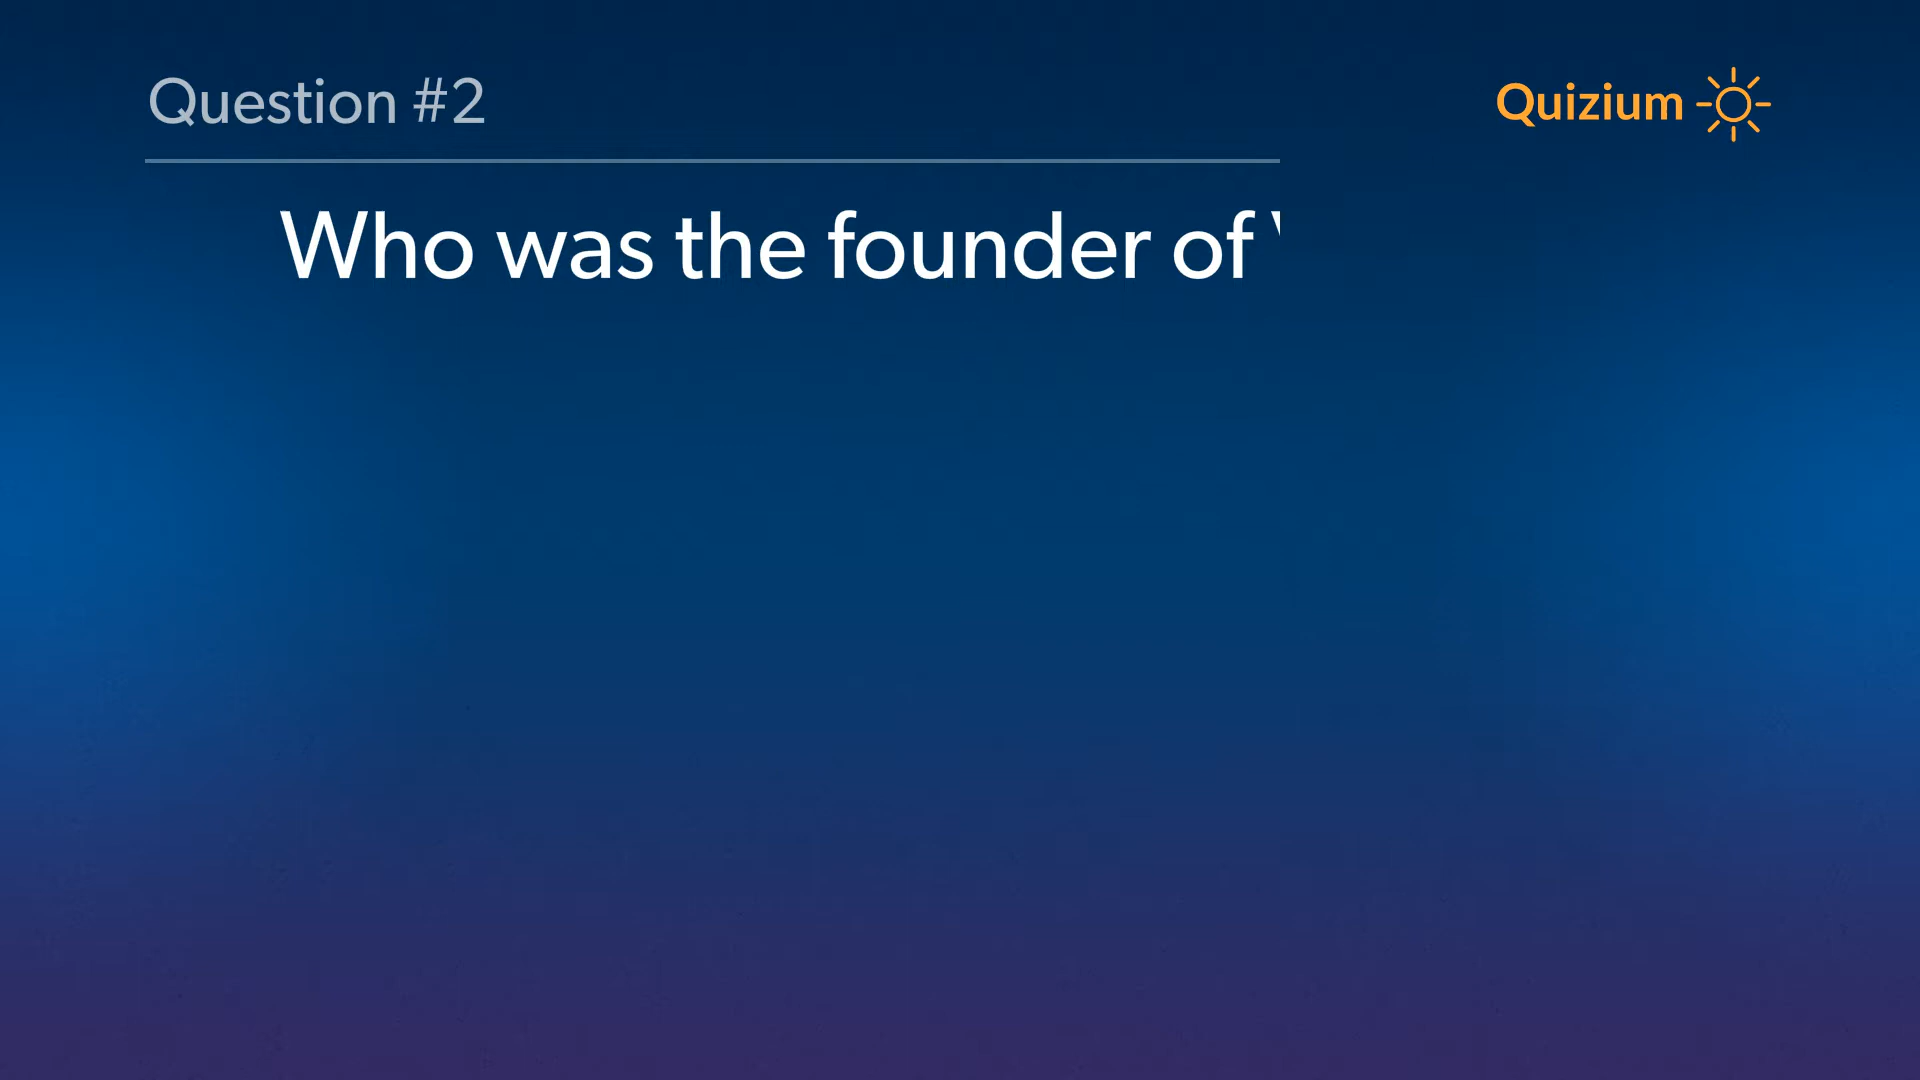 Question #2
Quizium
Who was the founder of